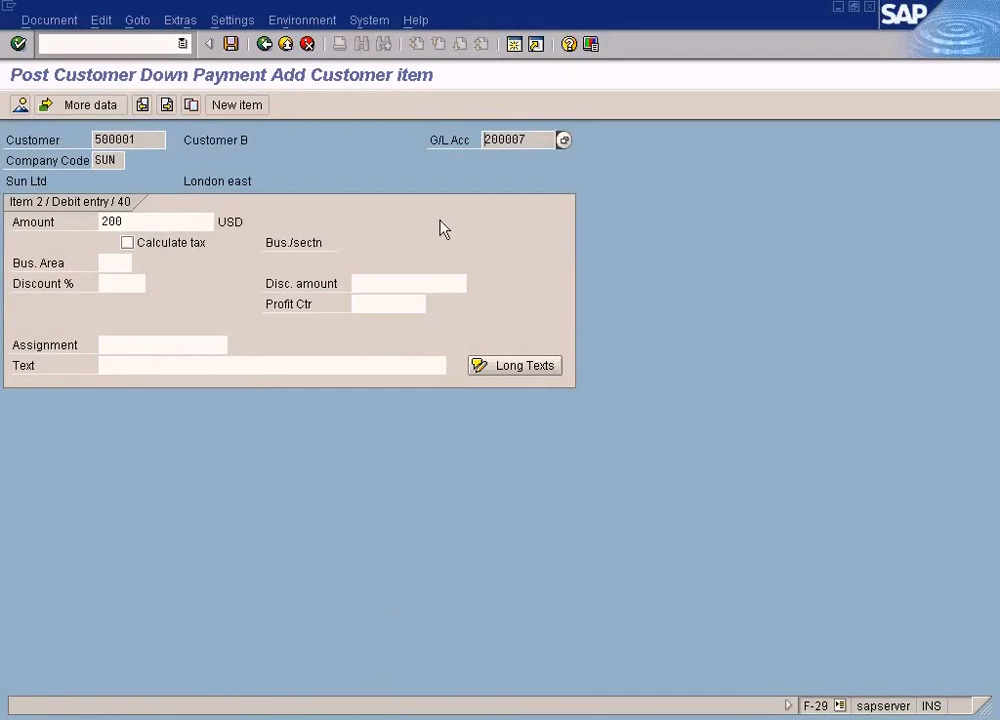 Document Edit Goto Extras Settings Environment System Help
SAP
Post Customer Down Payment Add Customer item
More data New item
Customer 500001 Customer B G/L Acc 200007
Company Code SUN
Sun Ltd London east
Item 2 / Debit entry / 40
Amount 200 USD
Calculate tax Bus./sectn
Bus. Area
Discount % Disc. amount
Profit Ctr
Assignment
Text Long Texts
F-29 sapserver INS